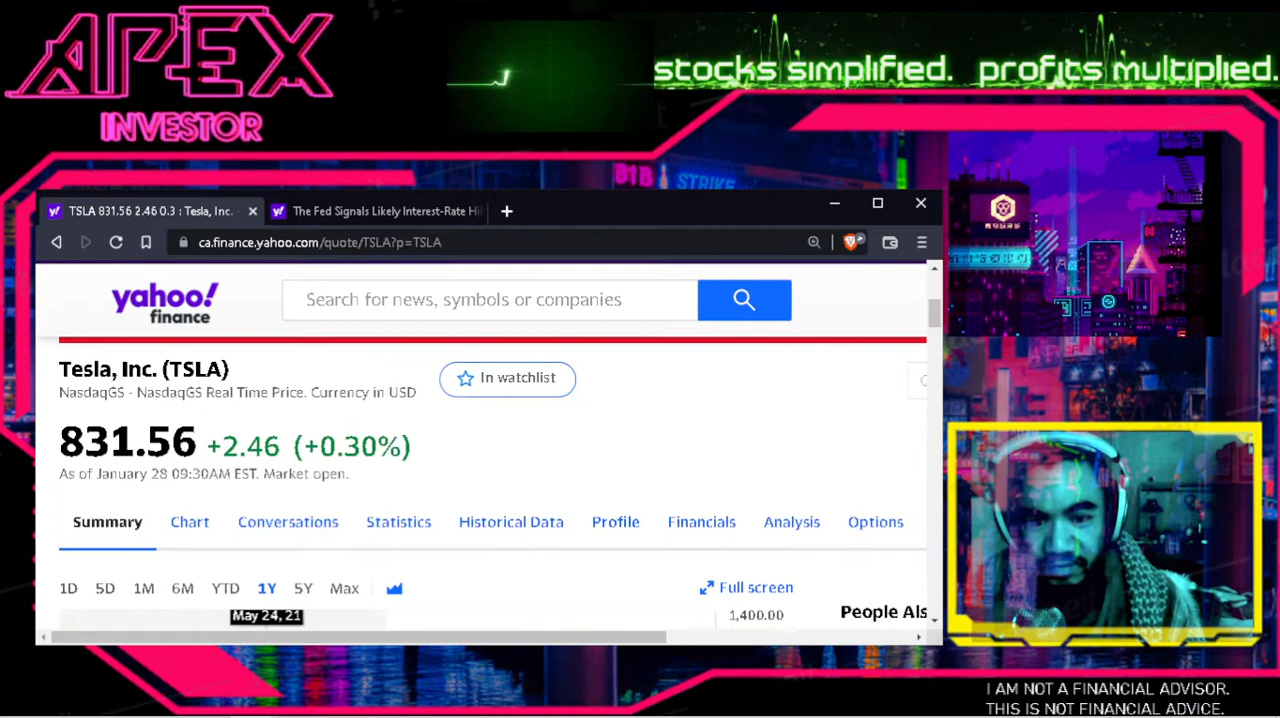 APEX
INVESTOR
stocks simplified. profits multiplied.
B1B
STRIKE
TSLA 831.56 2.46 0.3 : Tesla, Inc. -
The Fed Signals Likely Interest-Rate Hi
ca.finance.yahoo.com/quote/TSLA?p=TSLA
yahoo!
finance
Search for news, symbols or companies
Tesla, Inc. (TSLA)
NasdaqGS - NasdaqGS Real Time Price. Currency in USD
In watchlist
831.56 +2.46 (+0.30%)
As of January 28 09:30AM EST. Market open.
Summary Chart Conversations Statistics Historical Data Profile Financials Analysis Options
1D 5D 1M 6M YTD 1Y 5Y Max
Full screen
May 24, 21
1,400.00
People Als
I AM NOT A FINANCIAL ADVISOR.
THIS IS NOT FINANCIAL ADVICE.